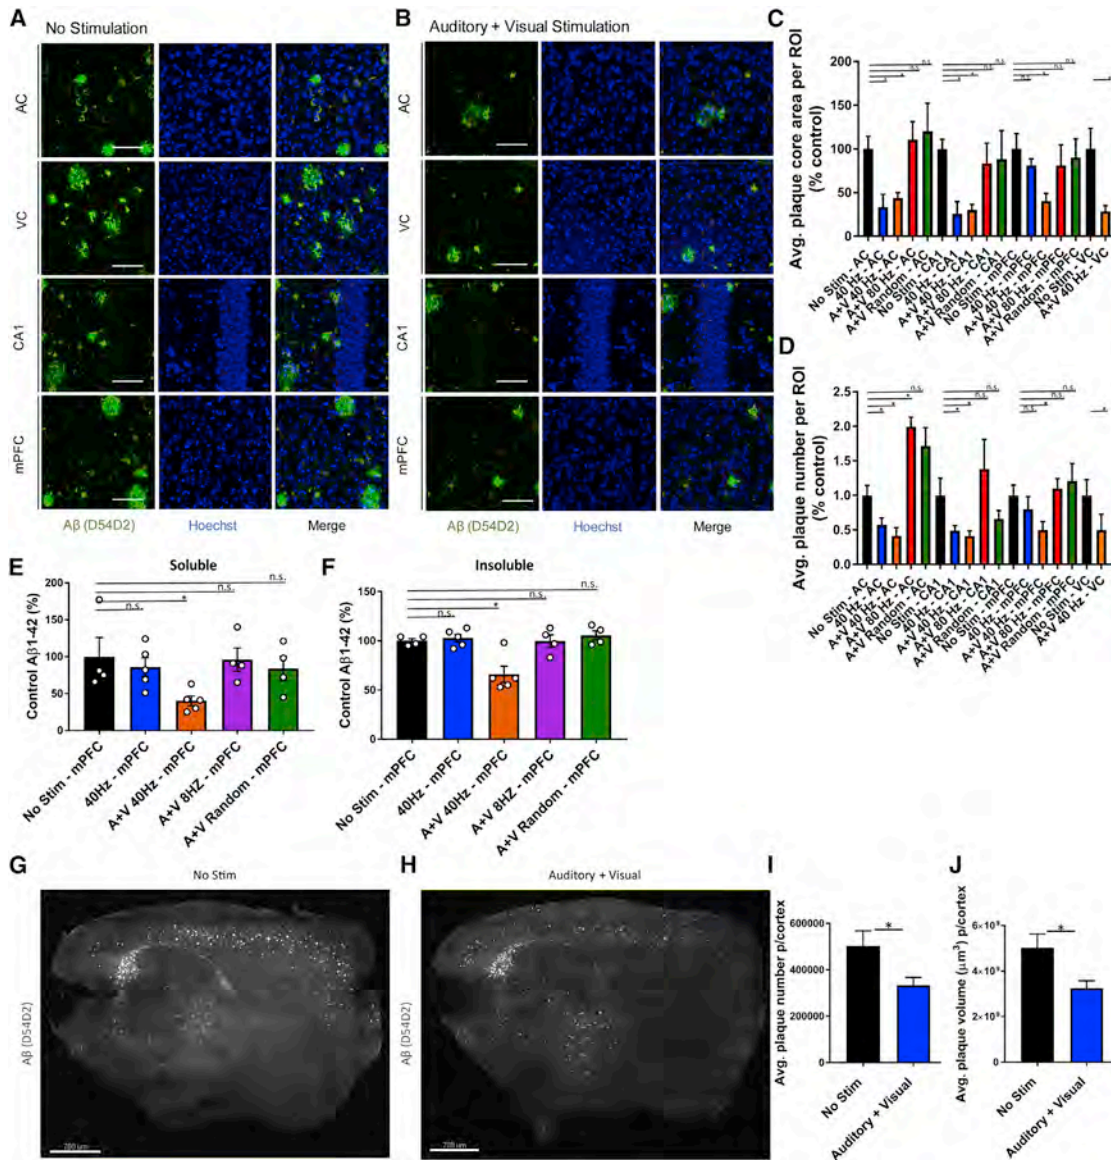 A
No Stimulation
B
Auditory + Visual Stimulation
AC
VC
CA1
mPFC
Aβ (D54D2)
Hoechst
Merge
AC
VC
CA1
mPFC
Aβ (D54D2)
Hoechst
Merge
C
Avg. plaque core area per ROI
(% control)
200
150
100
50
0
n.s.
n.s.
*
*
n.s.
n.s.
*
*
n.s.
n.s.
*
n.s.
*
No Stim - AC
40 Hz - AC
A+V 40 Hz - AC
A+V 80 Hz - AC
A+V Random - AC
No Stim - CA1
40 Hz - CA1
A+V 40 Hz - CA1
A+V 80 Hz - CA1
A+V Random - CA1
No Stim - mPFC
40 Hz - mPFC
A+V 40 Hz - mPFC
A+V 80 Hz - mPFC
A+V Random - mPFC
No Stim - VC
A+V 40 Hz - VC
D
Avg. plaque number per ROI
(% control)
2.5
2.0
1.5
1.0
0.5
0.0
n.s.
*
*
*
n.s.
n.s.
*
*
n.s.
n.s.
*
n.s.
*
No Stim - AC
40 Hz - AC
A+V 40 Hz - AC
A+V 80 Hz - AC
A+V Random - AC
No Stim - CA1
40 Hz - CA1
A+V 40 Hz - CA1
A+V 80 Hz - CA1
A+V Random - CA1
No Stim - mPFC
40 Hz - mPFC
A+V 40 Hz - mPFC
A+V 80 Hz - mPFC
A+V Random - mPFC
No Stim - VC
A+V 40 Hz - VC
E
Soluble
Control Aβ1-42 (%)
200
150
100
50
0
n.s.
n.s.
*
n.s.
No Stim - mPFC
40Hz - mPFC
A+V 40Hz - mPFC
A+V 8HZ - mPFC
A+V Random - mPFC
F
Insoluble
Control Aβ1-42 (%)
150
100
50
0
n.s.
n.s.
*
n.s.
No Stim - mPFC
40Hz - mPFC
A+V 40Hz - mPFC
A+V 8HZ - mPFC
A+V Random - mPFC
G
No Stim
Aβ (D54D2)
H
Auditory + Visual
Aβ (D54D2)
I
Avg. plaque number p/cortex
600000
400000
200000
0
*
No Stim
Auditory + Visual
J
Avg. plaque volume (μm³) p/cortex
0
*
No Stim
Auditory + Visual